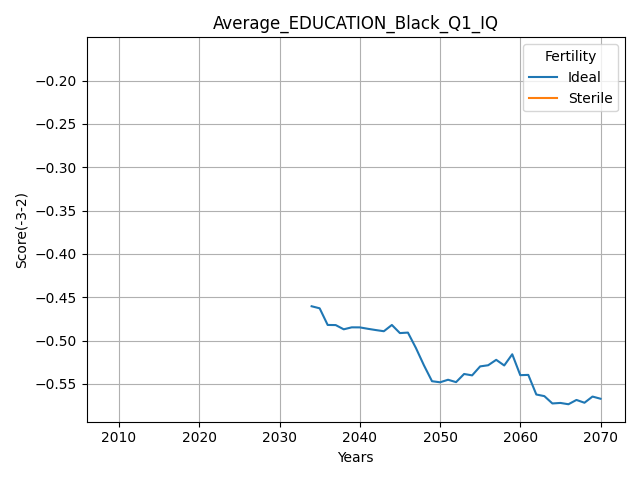 Average_EDUCATION_Black_Q1_IQ
Fertility
Ideal
Sterile
−0.20
−0.25
−0.30
−0.35
−0.40
−0.45
−0.50
−0.55
Score(-3-2)
2010 2020 2030 2040 2050 2060 2070
Years